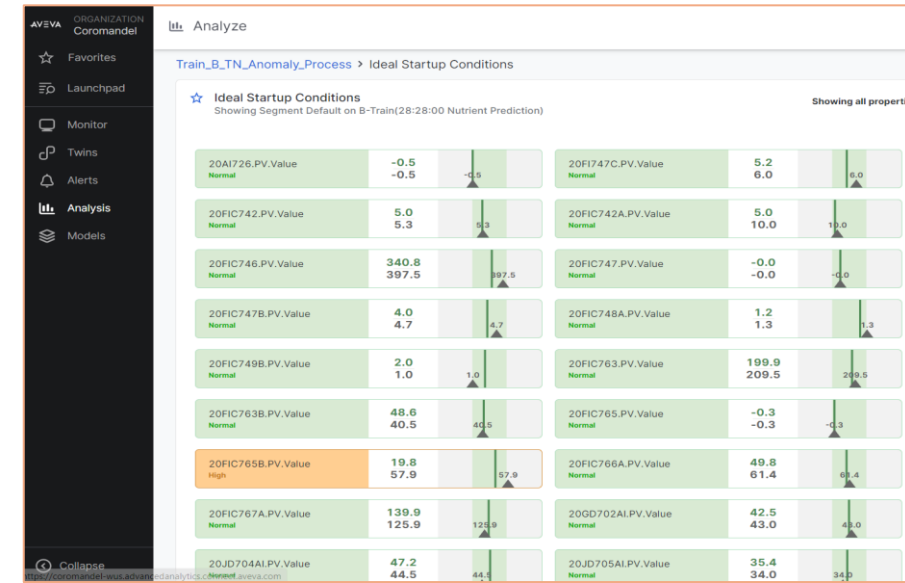 AVEVA
ORGANIZATION
Coromandel
Favorites
Launchpad
Monitor
Twins
Alerts
Analysis
Models
Collapse
Analyze
Train_B_TN_Anomaly_Process > Ideal Startup Conditions
Ideal Startup Conditions
Showing Segment Default on B-Train(28:28:00 Nutrient Prediction)
Showing all properti
20AI726.PV.Value
Normal
-0.5
-0.5
-0.5
20FI747C.PV.Value
Normal
5.2
6.0
6.0
20FIC742.PV.Value
Normal
5.0
5.3
5.3
20FIC742A.PV.Value
Normal
5.0
10.0
10.0
20FIC746.PV.Value
Normal
340.8
397.5
397.5
20FIC747.PV.Value
Normal
-0.0
-0.0
-0.0
20FIC747B.PV.Value
Normal
4.0
4.7
4.7
20FIC748A.PV.Value
Normal
1.2
1.3
1.3
20FIC749B.PV.Value
Normal
2.0
1.0
1.0
20FIC763.PV.Value
Normal
199.9
209.5
209.5
20FIC763B.PV.Value
Normal
48.6
40.5
40.5
20FIC765.PV.Value
Normal
-0.3
-0.3
-0.3
20FIC765B.PV.Value
High
19.8
57.9
57.9
20FIC766A.PV.Value
Normal
49.8
61.4
61.4
20FIC767A.PV.Value
Normal
139.9
125.9
125.9
20GD702AI.PV.Value
Normal
42.5
43.0
43.0
20JD704AI.PV.Value
Normal
47.2
44.5
44.5
20JD705AI.PV.Value
Normal
35.4
34.0
34.0
https://coromandel-wus.advancedanalytics.connect.aveva.com